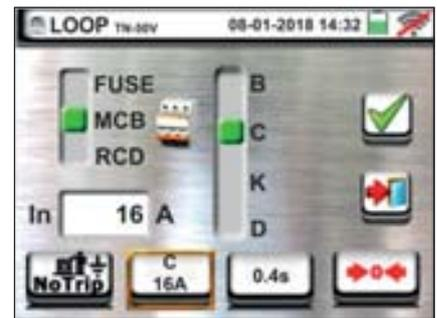 LOOP TN-50V 08-01-2018 14:32
FUSE
MCB
RCD
B
C
K
D
In 16 A
NoTrip
C
16A
0.4s